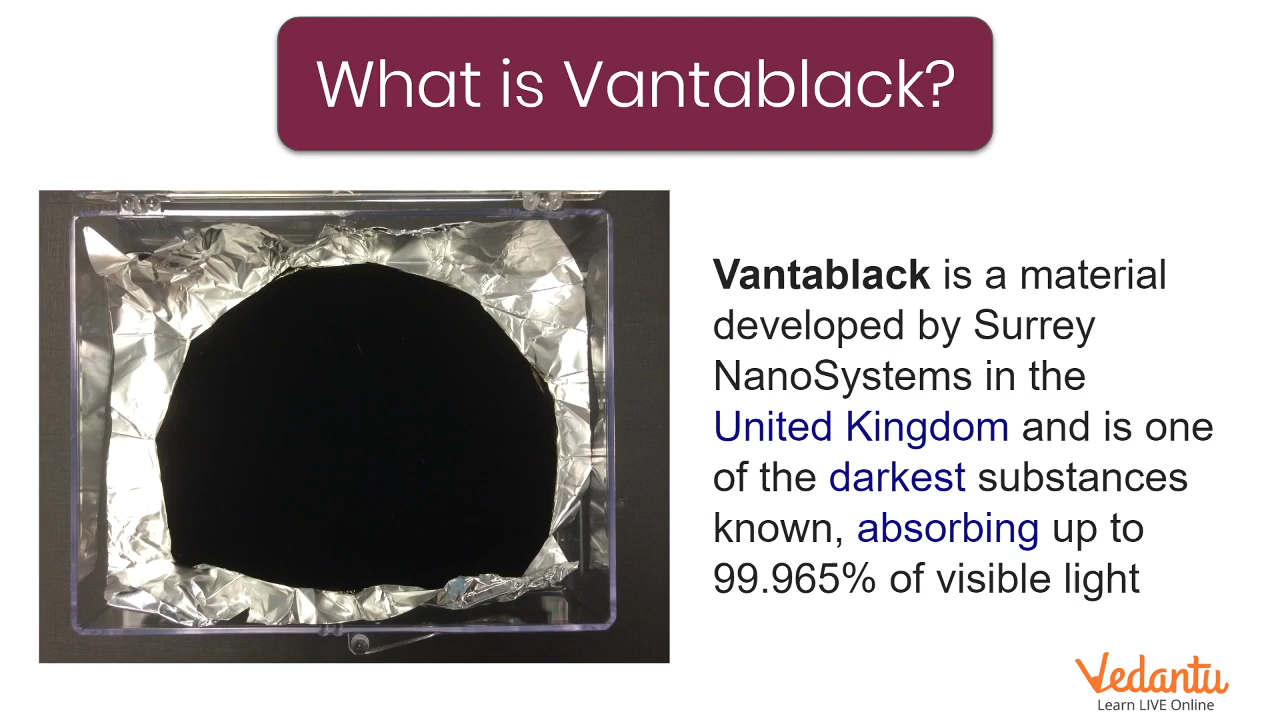 What is Vantablack?
Vantablack is a material
developed by Surrey
NanoSystems in the
United Kingdom and is one
of the darkest substances
known, absorbing up to
99.965% of visible light
Vedantu
Learn LIVE Online